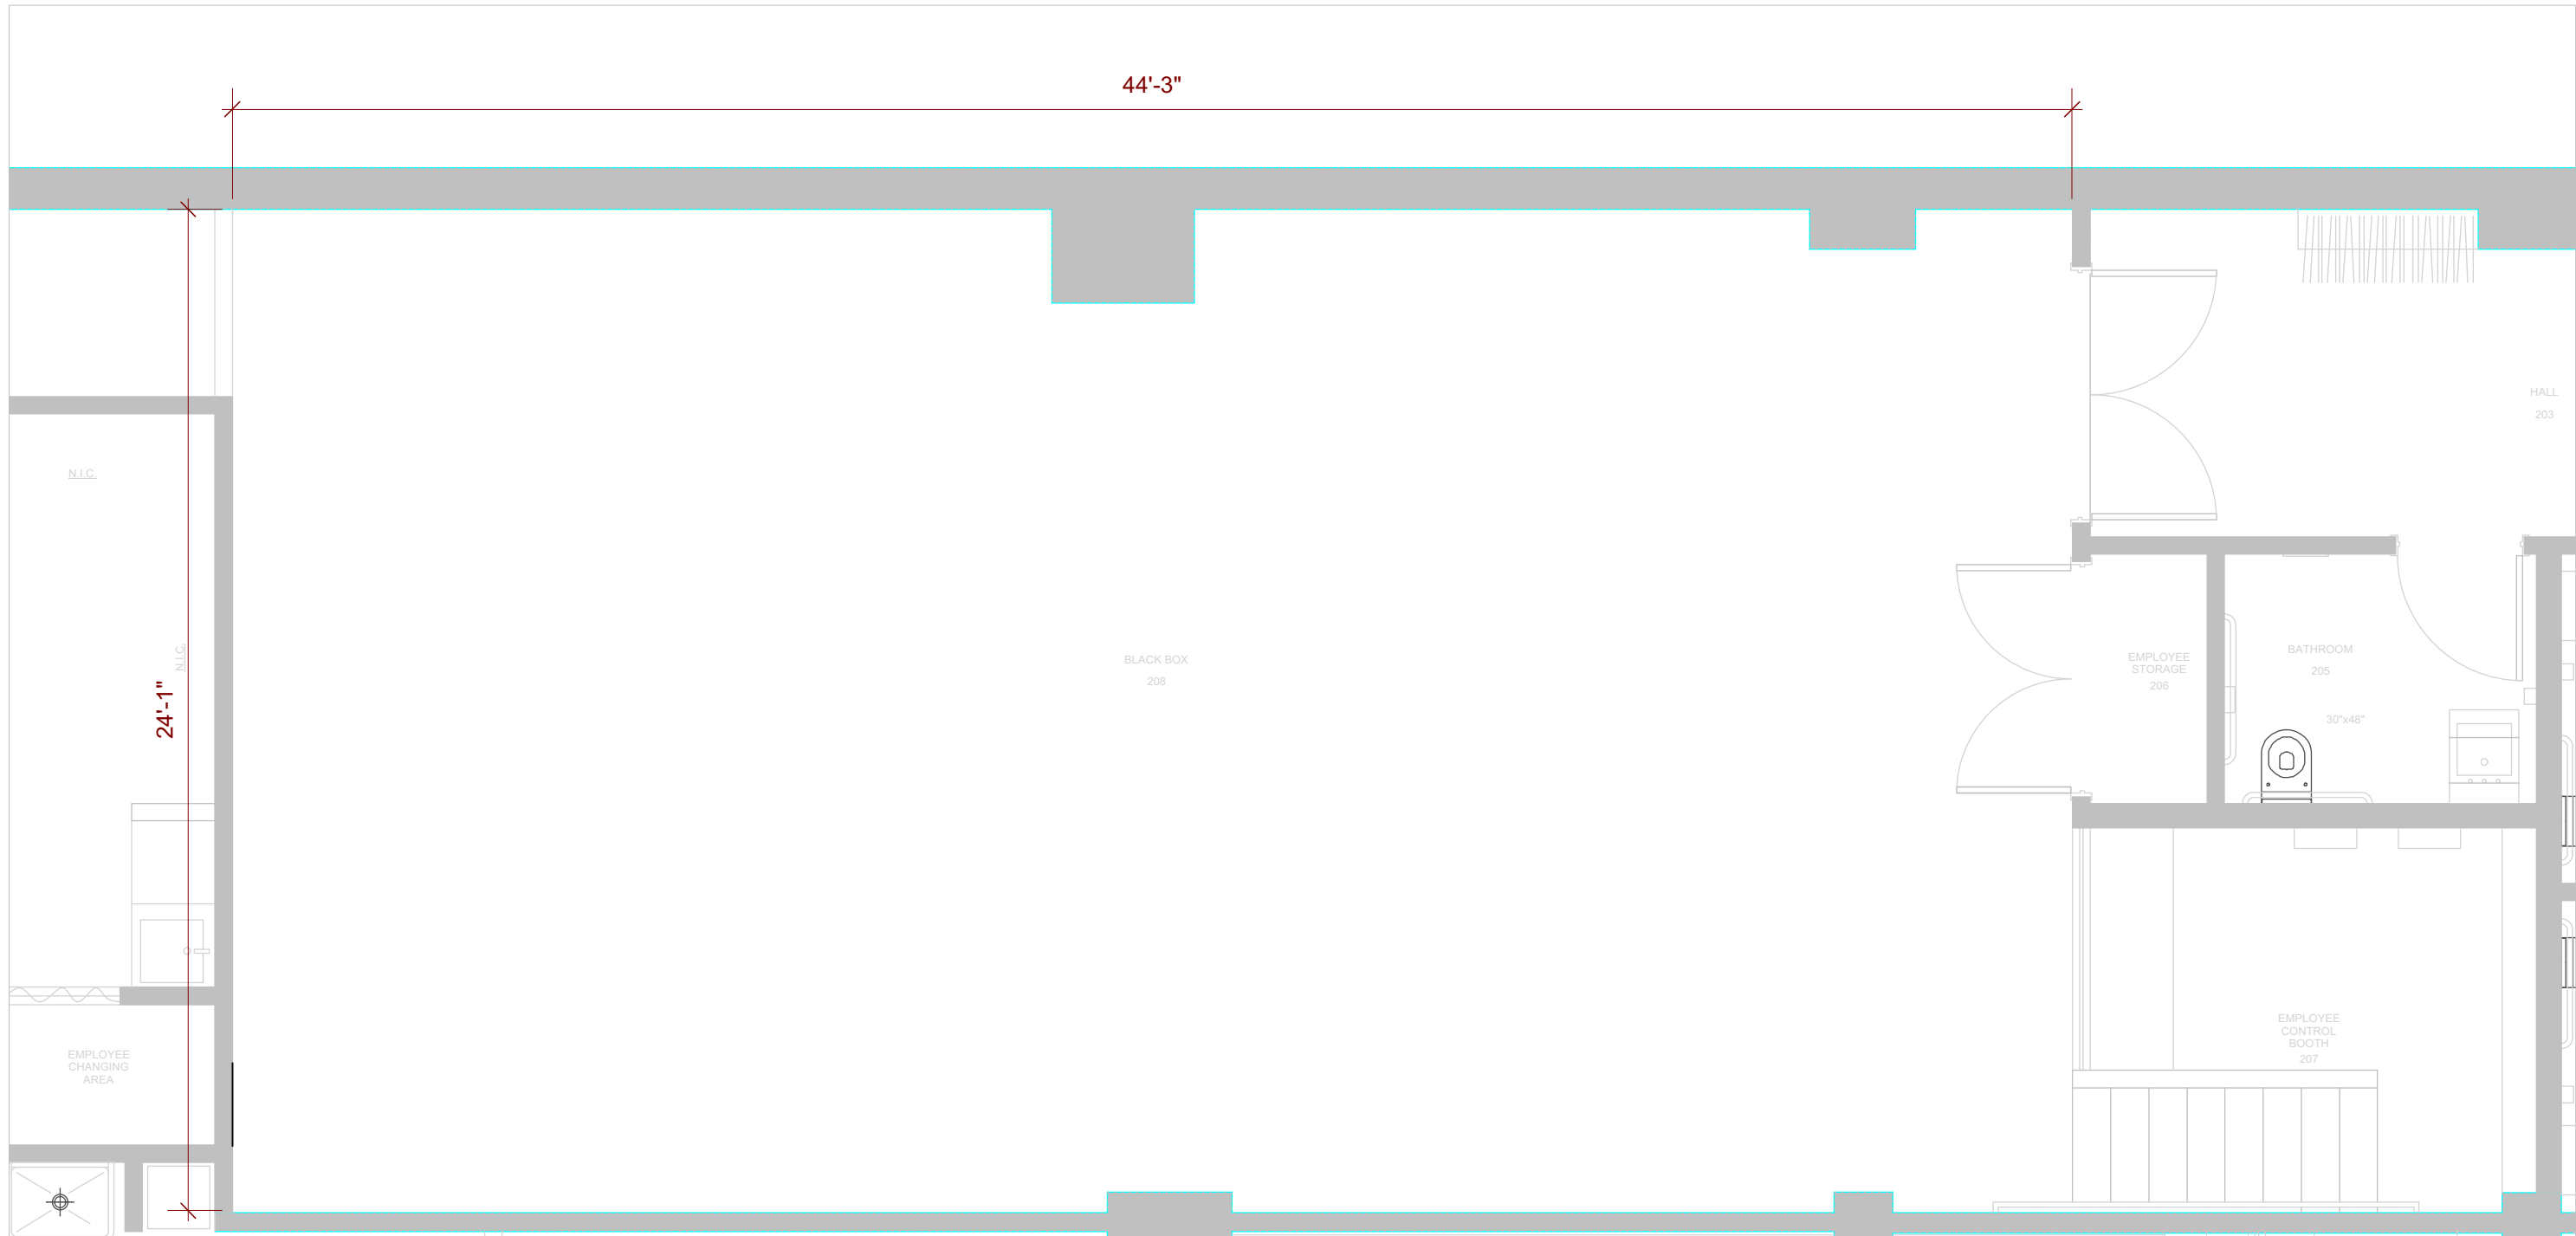 44'-3"
HALL
203
N.I.C.
N.I.C.
24'-1"
BLACK BOX
208
EMPLOYEE
STORAGE
206
BATHROOM
205
30"x48"
EMPLOYEE
CHANGING
AREA
EMPLOYEE
CONTROL
BOOTH
207